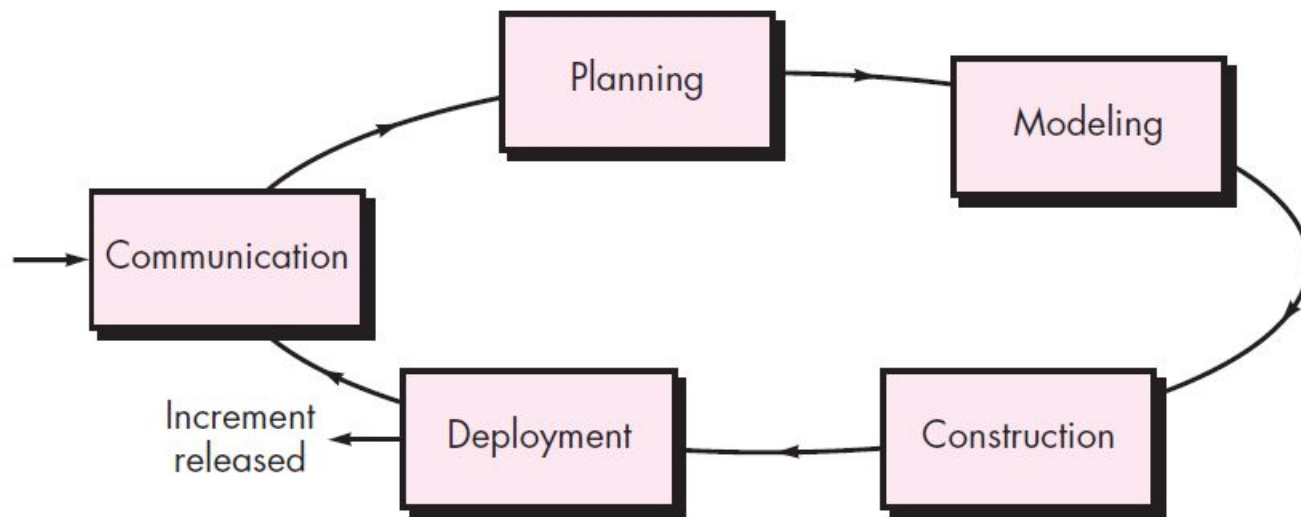 Planning
Modeling
Communication
Increment
released
Deployment
Construction